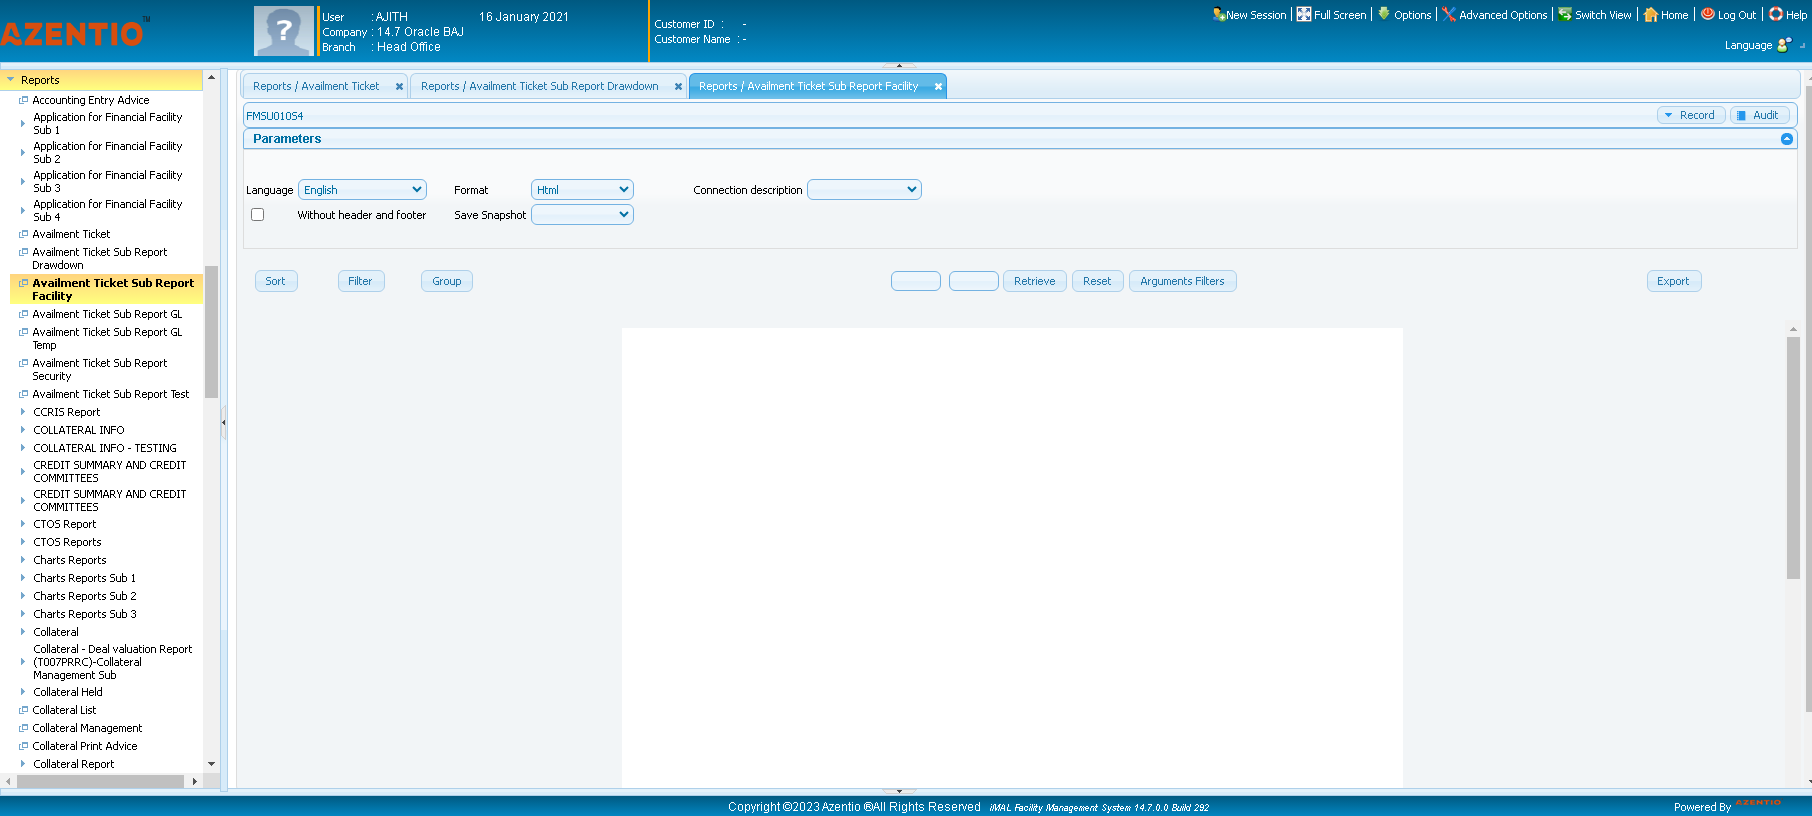 AZENTIO™
User : AJITH 16 January 2021
Company : 14.7 Oracle BAJ
Branch : Head Office
Customer ID : -
Customer Name : -
New Session Full Screen Options Advanced Options Switch View Home Log Out Help
Language
Reports
Accounting Entry Advice
Application for Financial Facility
Sub 1
Application for Financial Facility
Sub 2
Application for Financial Facility
Sub 3
Application for Financial Facility
Sub 4
Availment Ticket
Availment Ticket Sub Report
Drawdown
Availment Ticket Sub Report
Facility
Availment Ticket Sub Report GL
Availment Ticket Sub Report GL
Temp
Availment Ticket Sub Report
Security
Availment Ticket Sub Report Test
CCRIS Report
COLLATERAL INFO
COLLATERAL INFO - TESTING
CREDIT SUMMARY AND CREDIT
COMMITTEES
CREDIT SUMMARY AND CREDIT
COMMITTEES
CTOS Report
CTOS Reports
Charts Reports
Charts Reports Sub 1
Charts Reports Sub 2
Charts Reports Sub 3
Collateral
Collateral - Deal valuation Report
(T007PRRC)-Collateral
Management Sub
Collateral Held
Collateral List
Collateral Management
Collateral Print Advice
Collateral Report
Reports / Availment Ticket Reports / Availment Ticket Sub Report Drawdown Reports / Availment Ticket Sub Report Facility
FMSU010S4 Record Audit
Parameters
Language English Format Html Connection description
Without header and footer Save Snapshot
Sort Filter Group Retrieve Reset Arguments Filters Export
Copyright ©2023 Azentio ®All Rights Reserved iMAL Facility Management System 14.7.0.0 Build 292
Powered By AZENTIO